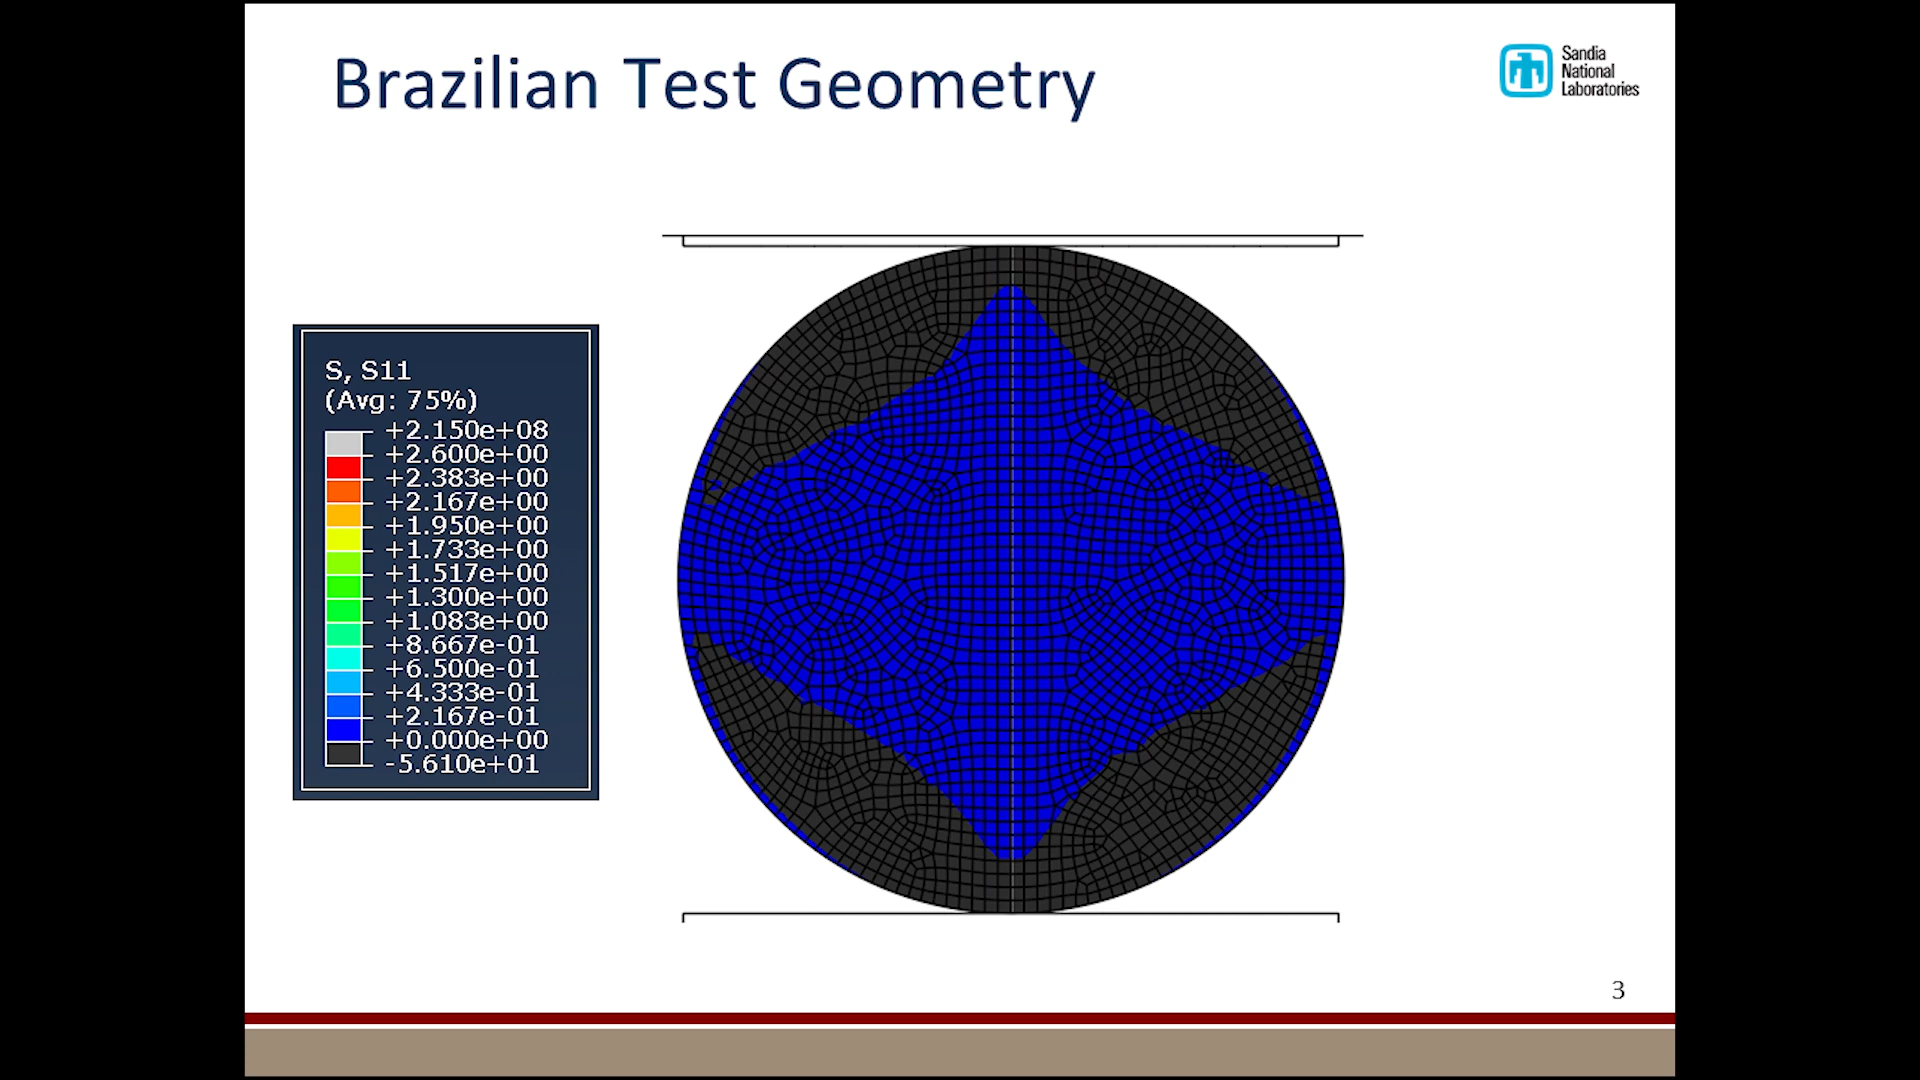 Brazilian Test Geometry
Sandia
National
Laboratories
S, S11
(Avg: 75%)
+2.150e+08
+2.600e+00
+2.383e+00
+2.167e+00
+1.950e+00
+1.733e+00
+1.517e+00
+1.300e+00
+1.083e+00
+8.667e-01
+6.500e-01
+4.333e-01
+2.167e-01
+0.000e+00
-5.610e+01
3